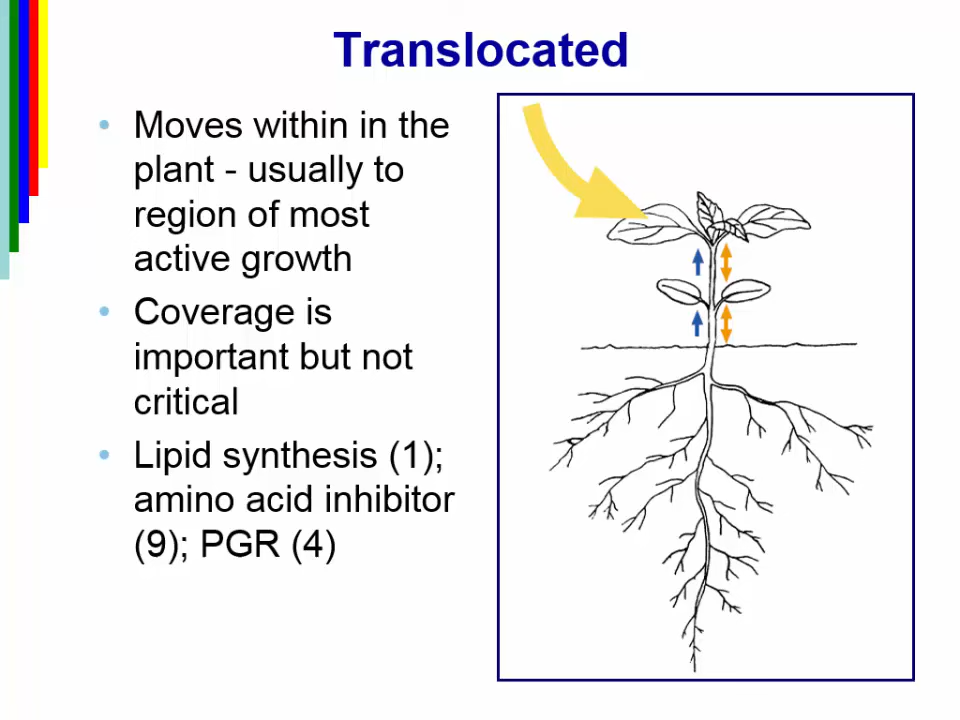 Translocated
• Moves within in the
plant - usually to
region of most
active growth
• Coverage is
important but not
critical
• Lipid synthesis (1);
amino acid inhibitor
(9); PGR (4)